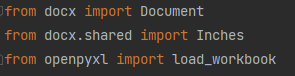 from docx import Document
from docx.shared import Inches
from openpyxl import load_workbook